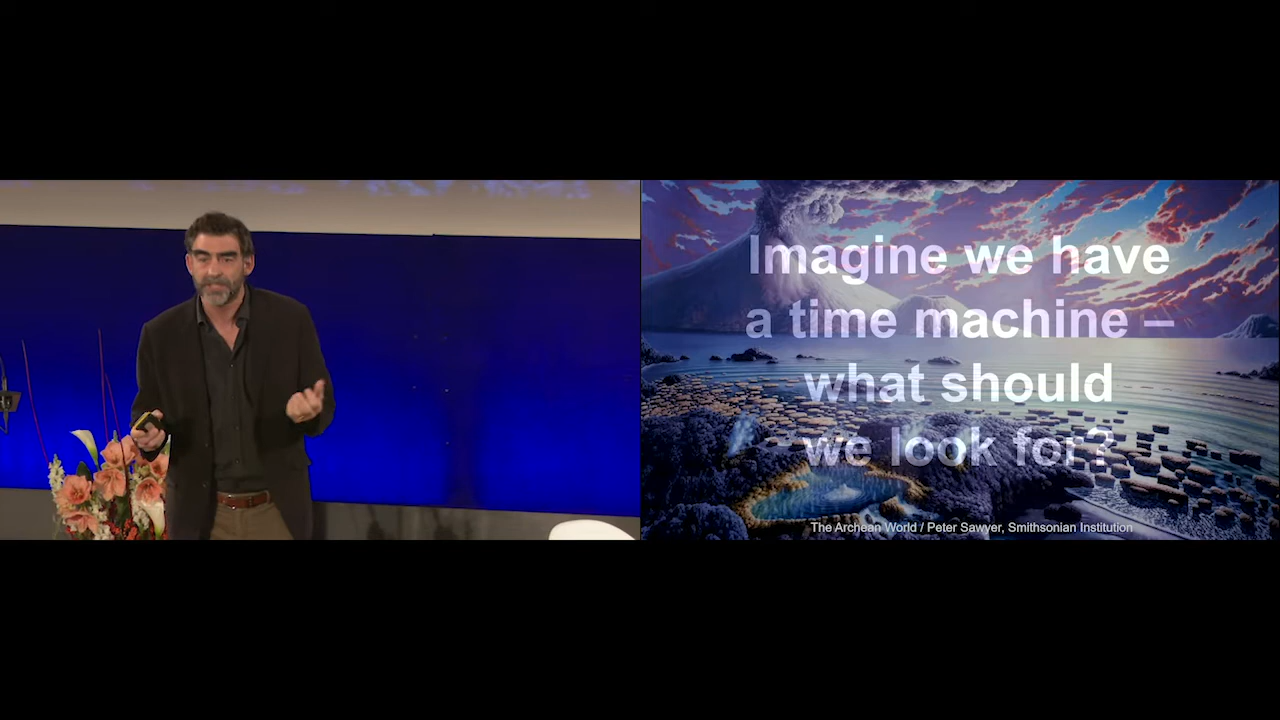 Imagine we have
a time machine –
what should
we look for?
The Archean World / Peter Sawyer, Smithsonian Institution